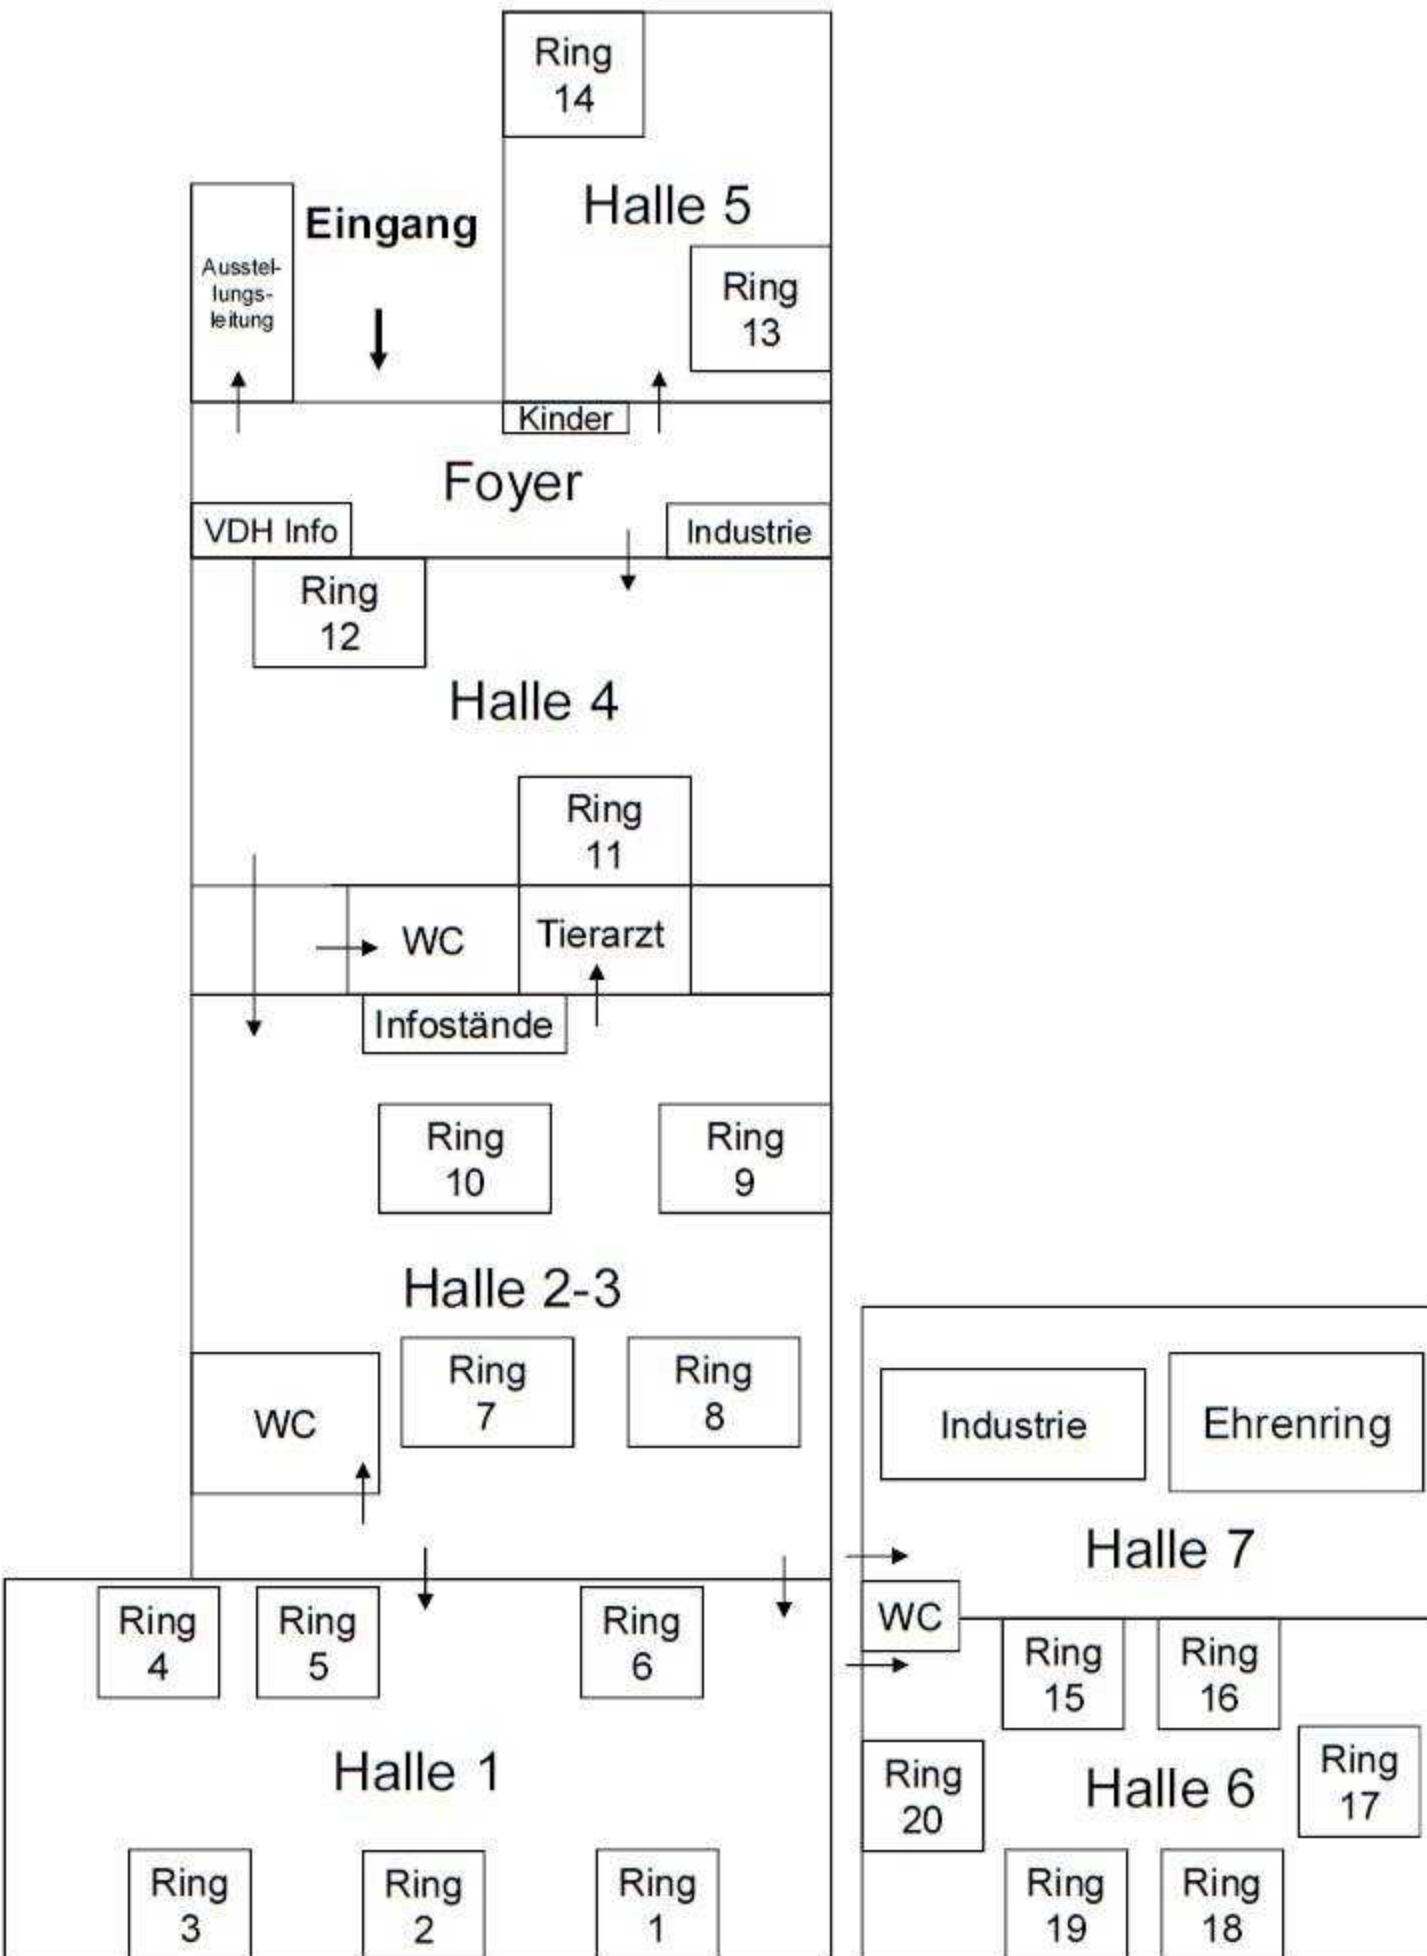 Ring
14
Halle 5
Eingang
Ausstel-
lungs-
leitung
Ring
13
Kinder
Foyer
VDH Info
Industrie
Ring
12
Halle 4
Ring
11
WC
Tierarzt
Infostände
Ring
10
Ring
9
Halle 2-3
Ring
7
Ring
8
WC
Industrie
Ehrenring
Halle 7
WC
Ring
4
Ring
5
Ring
6
Halle 1
Ring
3
Ring
2
Ring
1
Ring
15
Ring
16
Ring
20
Halle 6
Ring
17
Ring
19
Ring
18